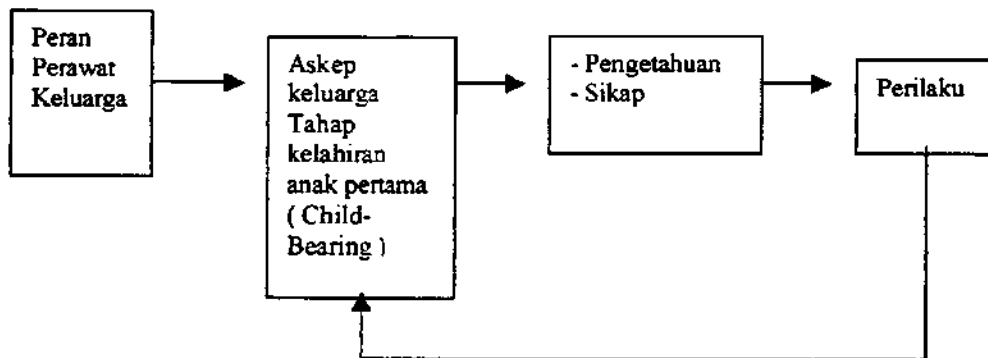 Peran
Perawat
Keluarga
Askep
keluarga
Tahap
kelahiran
anak pertama
( Child-
Bearing )
- Pengetahuan
- Sikap
Perilaku